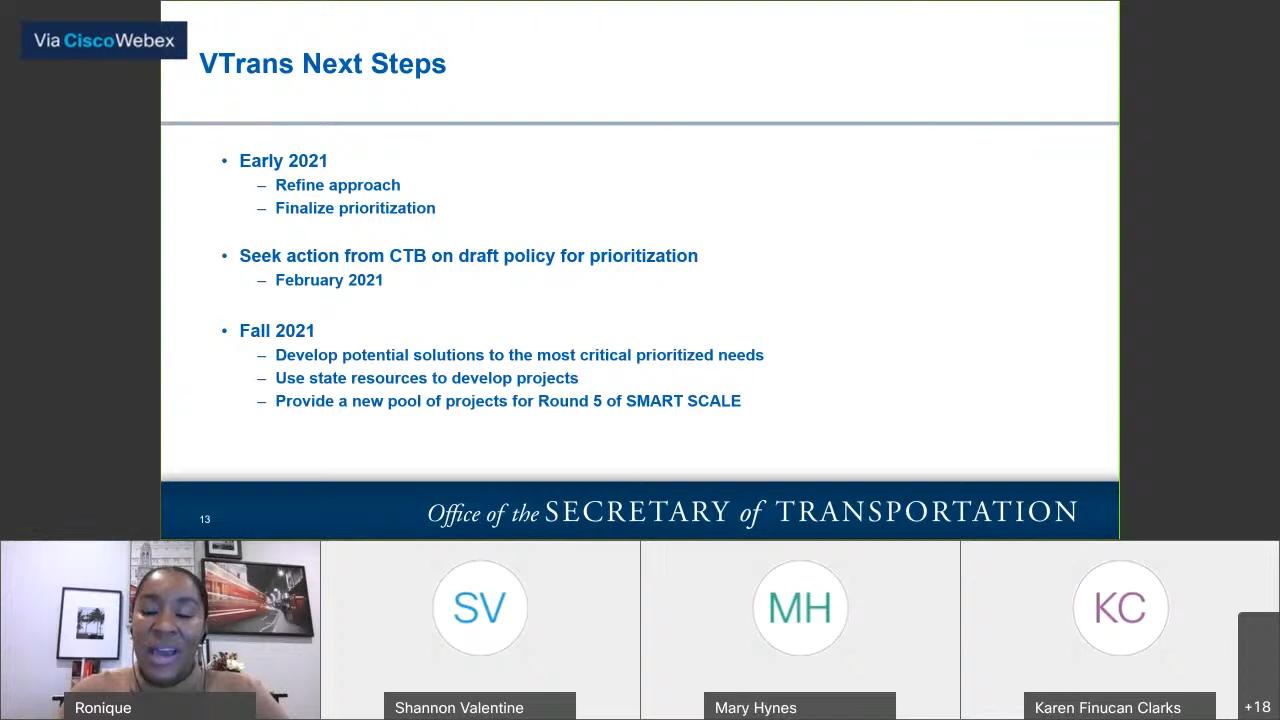 Via CiscoWebex
VTrans Next Steps
• Early 2021
– Refine approach
– Finalize prioritization
• Seek action from CTB on draft policy for prioritization
– February 2021
• Fall 2021
– Develop potential solutions to the most critical prioritized needs
– Use state resources to develop projects
– Provide a new pool of projects for Round 5 of SMART SCALE
13
Office of the SECRETARY of TRANSPORTATION
SV
MH
KC
Ronique
Shannon Valentine
Mary Hynes
Karen Finucan Clarks
+18